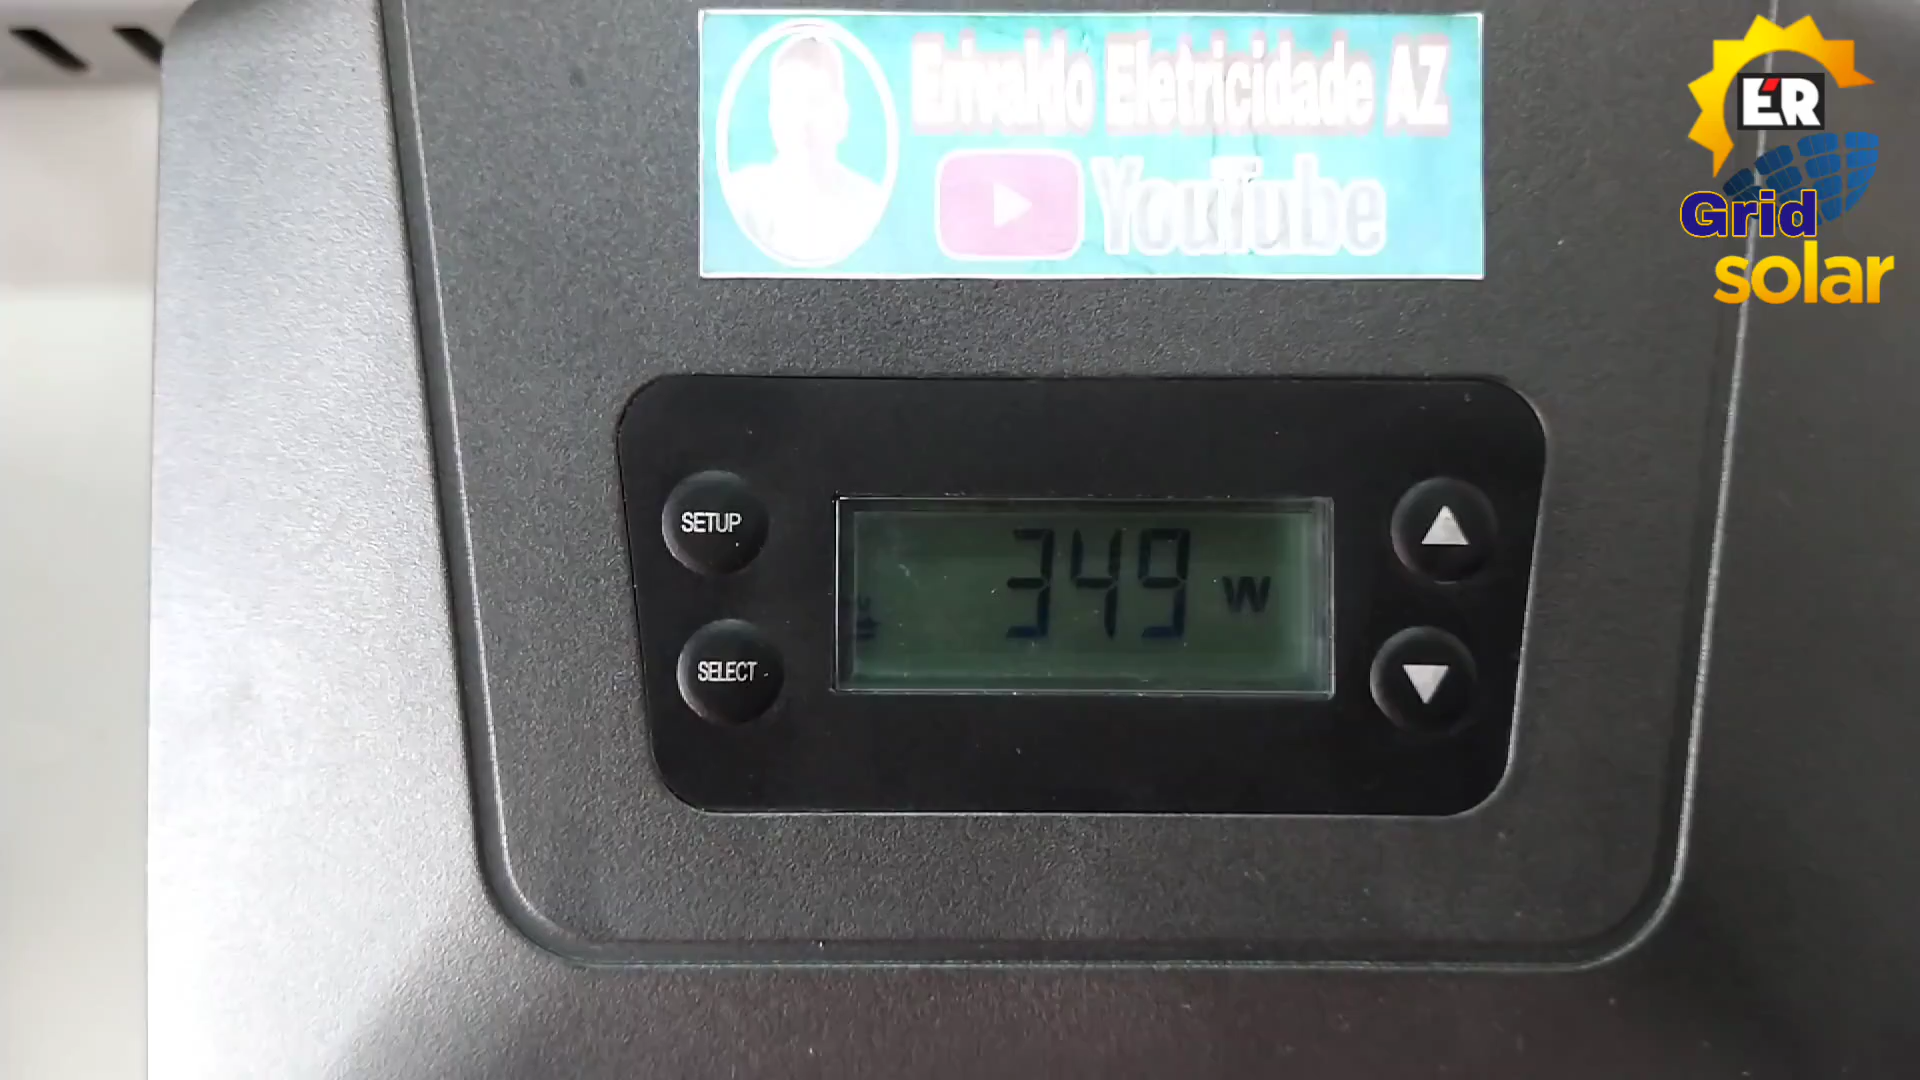 Erivaldo Eletricidade AZ
YouTube
ER
Grid
solar
SETUP
349 W
SELECT